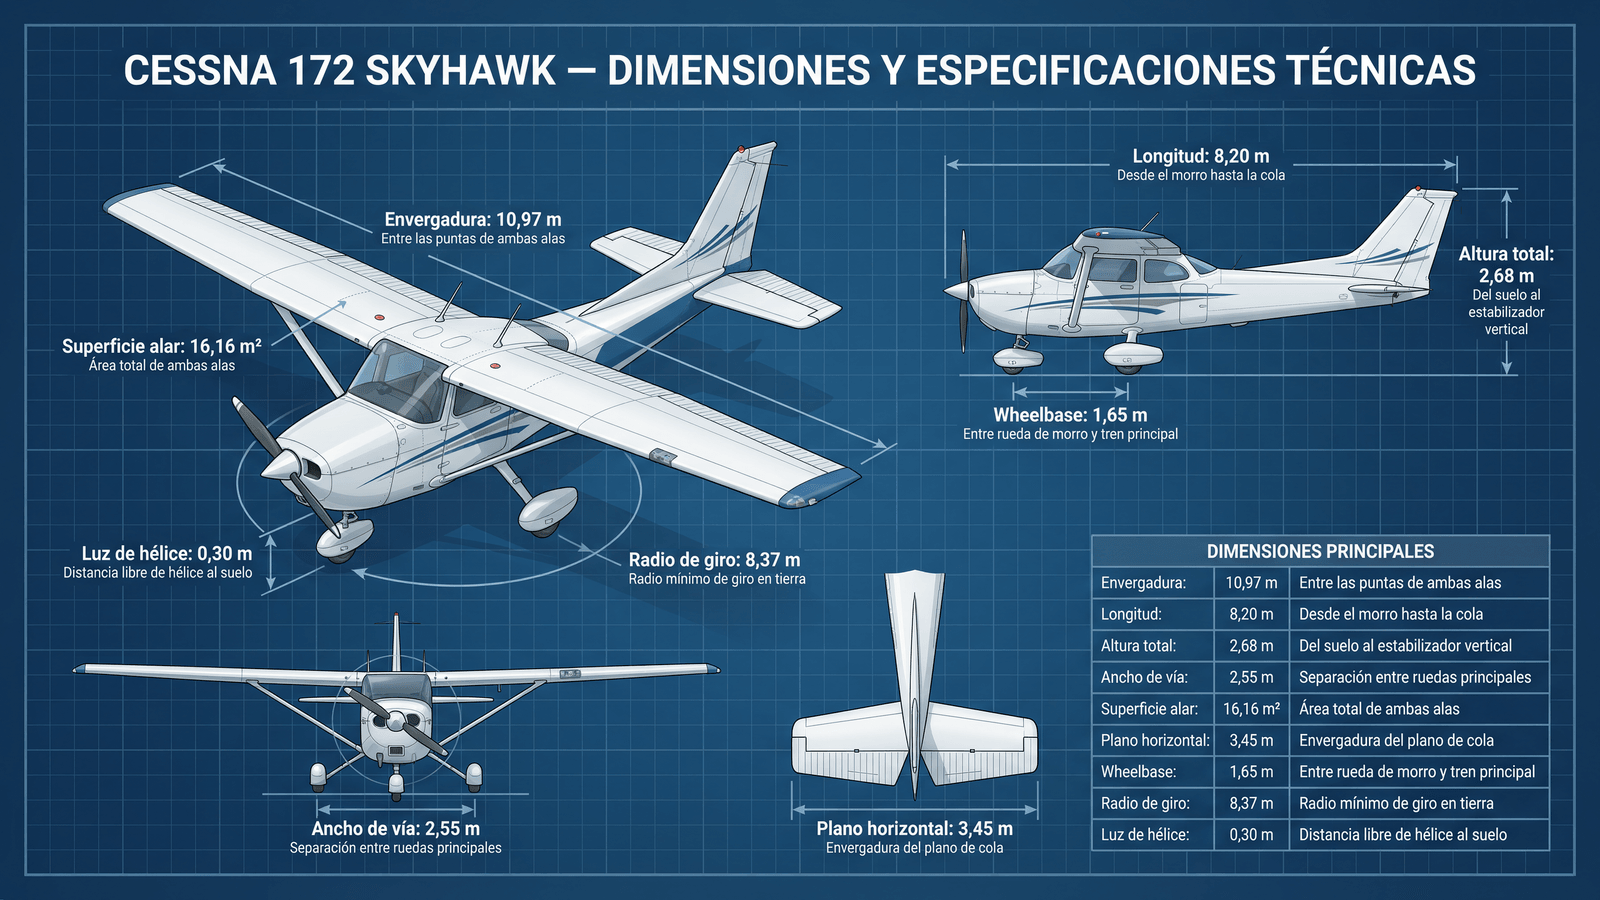 CESSNA 172 SKYHAWK — DIMENSIONES Y ESPECIFICACIONES TÉCNICAS
Envergadura: 10,97 m
Entre las puntas de ambas alas
Superficie alar: 16,16 m²
Área total de ambas alas
Luz de hélice: 0,30 m
Distancia libre de hélice al suelo
Radio de giro: 8,37 m
Radio mínimo de giro en tierra
Longitud: 8,20 m
Desde el morro hasta la cola
Altura total:
2,68 m
Del suelo al
estabilizador
vertical
Wheelbase: 1,65 m
Entre rueda de morro y tren principal
Ancho de vía: 2,55 m
Separación entre ruedas principales
Plano horizontal: 3,45 m
Envergadura del plano de cola
DIMENSIONES PRINCIPALES
Envergadura: 10,97 m Entre las puntas de ambas alas
Longitud: 8,20 m Desde el morro hasta la cola
Altura total: 2,68 m Del suelo al estabilizador vertical
Ancho de vía: 2,55 m Separación entre ruedas principales
Superficie alar: 16,16 m² Área total de ambas alas
Plano horizontal: 3,45 m Envergadura del plano de cola
Wheelbase: 1,65 m Entre rueda de morro y tren principal
Radio de giro: 8,37 m Radio mínimo de giro en tierra
Luz de hélice: 0,30 m Distancia libre de hélice al suelo